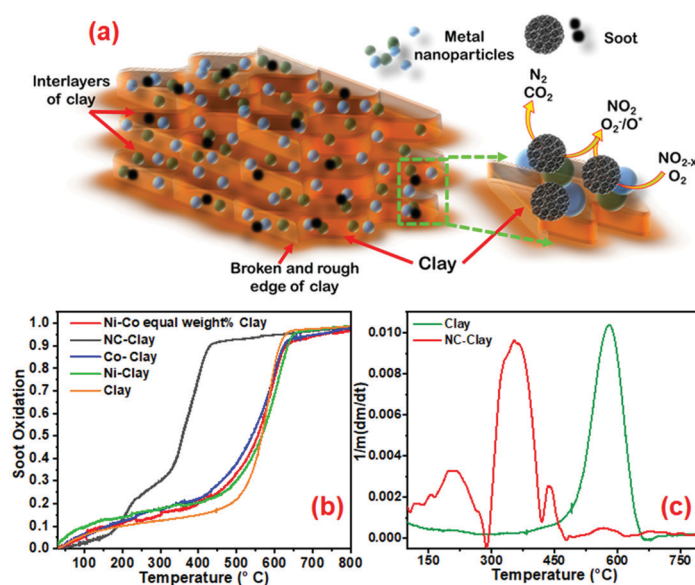 (a)
Metal
nanoparticles
Soot
Interlayers
of clay
N2
CO2
NO2
O2-/O*
NO2-x
O2
Clay
Broken and rough
edge of clay
Ni-Co equal weight% Clay
NC-Clay
Co- Clay
Ni-Clay
Clay
Soot Oxidation
1.0
0.9
0.8
0.7
0.6
0.5
0.4
0.3
0.2
0.1
0.0
100 200 300 400 500 600 700 800
Temperature (° C)
(b)
Clay
NC-Clay
1/m(dm/dt)
0.010
0.008
0.006
0.004
0.002
0.000
150 300 450 600 750
Temperature (°C)
(c)